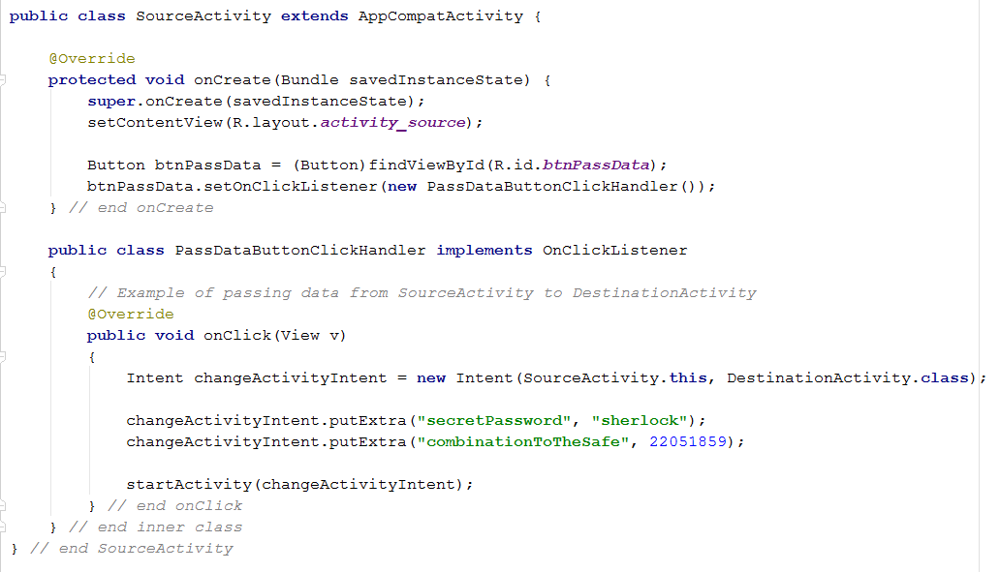 public class SourceActivity extends AppCompatActivity {
@Override
protected void onCreate(Bundle savedInstanceState) {
super.onCreate(savedInstanceState);
setContentView(R.layout.activity_source);
Button btnPassData = (Button)findViewById(R.id.btnPassData);
btnPassData.setOnClickListener(new PassDataButtonClickHandler());
} // end onCreate
public class PassDataButtonClickHandler implements OnClickListener
{
// Example of passing data from SourceActivity to DestinationActivity
@Override
public void onClick(View v)
{
Intent changeActivityIntent = new Intent(SourceActivity.this, DestinationActivity.class);
changeActivityIntent.putExtra("secretPassword", "sherlock");
changeActivityIntent.putExtra("combinationToTheSafe", 22051859);
startActivity(changeActivityIntent);
} // end onClick
} // end inner class
} // end SourceActivity